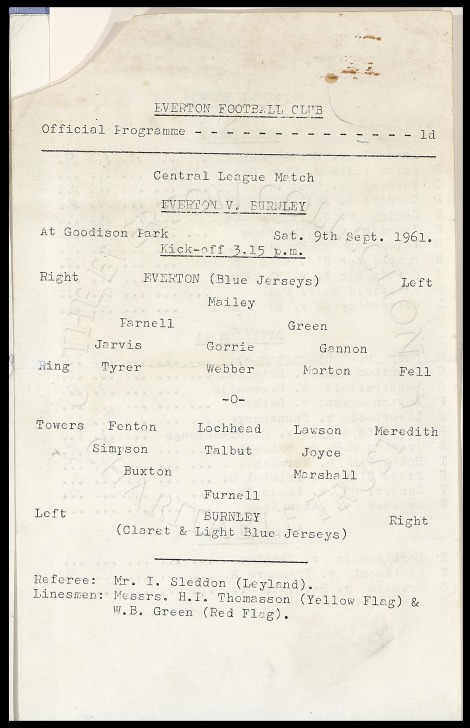 EVERTON FOOTBALL CLUB
Official Programme - - - - - - - - - - - - - - 1d
Central League Match
EVERTON V. BURNLEY
At Goodison Park Sat. 9th Sept. 1961.
Kick-off 3.15 p.m.
Right EVERTON (Blue Jerseys) Left
Mailey
Parnell Green
Jarvis Gorrie Gannon
Ring Tyrer Webber Morton Fell
-O-
Towers Fenton Lochhead Lawson Meredith
Simpson Talbut Joyce
Buxton Marshall
Furnell
Left BURNLEY Right
(Claret & Light Blue Jerseys)
Referee: Mr. I. Sleddon (Leyland).
Linesmen: Messrs. H.I. Thomasson (Yellow Flag) &
W.B. Green (Red Flag).